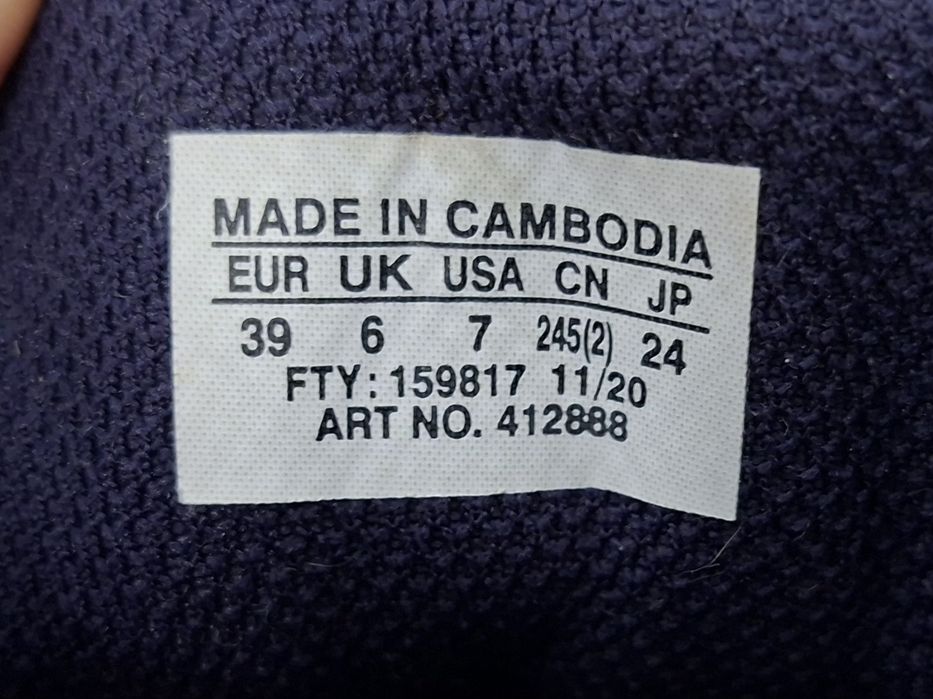 MADE IN CAMBODIA
EUR UK USA CN JP
39 6 7 245(2) 24
FTY: 159817 11/20
ART NO. 412888